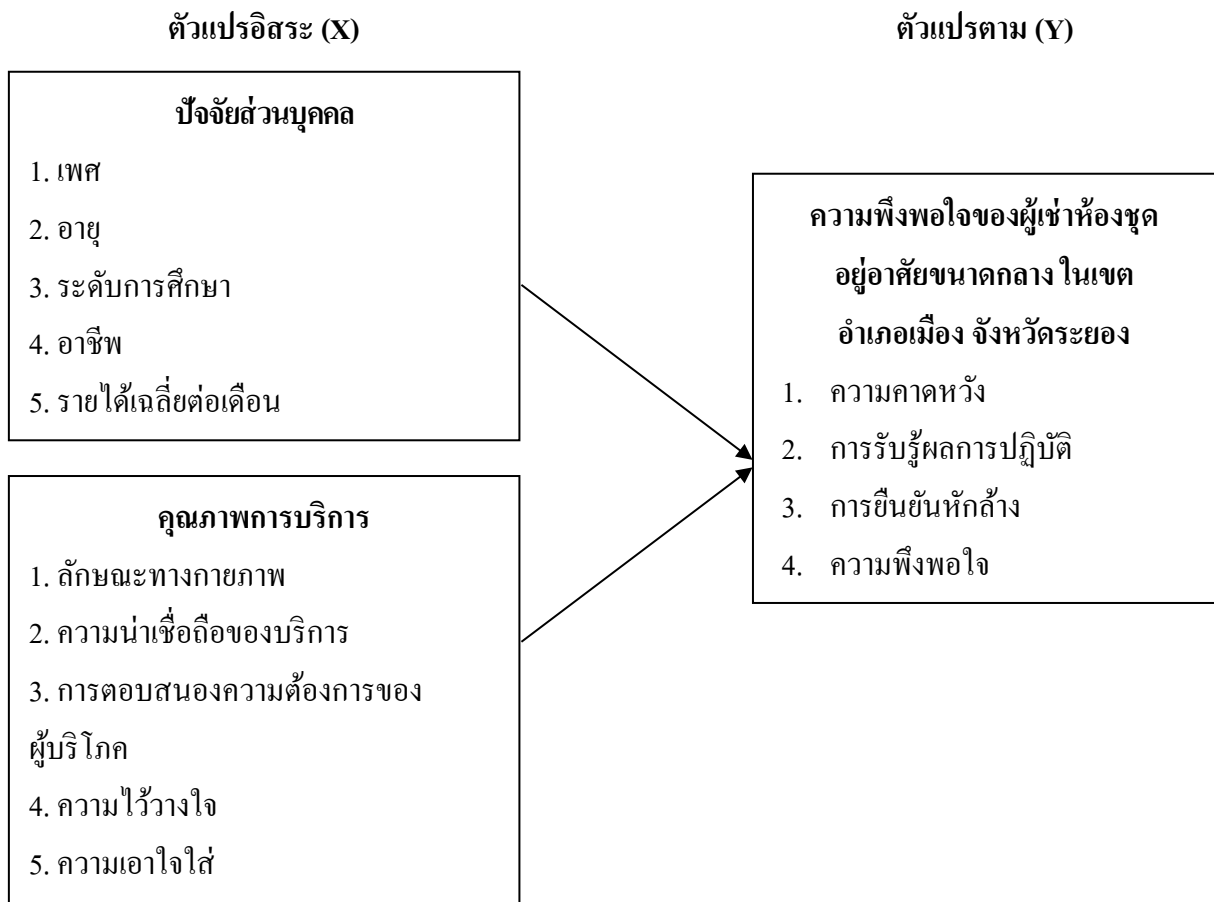 ตัวแปรอิสระ (X)
ตัวแปรตาม (Y)
ปัจจัยส่วนบุคคล
1. เพศ
2. อายุ
3. ระดับการศึกษา
4. อาชีพ
5. รายได้เฉลี่ยต่อเดือน
คุณภาพการบริการ
1. ลักษณะทางกายภาพ
2. ความน่าเชื่อถือของบริการ
3. การตอบสนองความต้องการของ
ผู้บริโภค
4. ความไว้วางใจ
5. ความเอาใจใส่
ความพึงพอใจของผู้เช่าห้องชุด
อยู่อาศัยขนาดกลาง ในเขต
อำเภอเมือง จังหวัดระยอง
1. ความคาดหวัง
2. การรับรู้ผลการปฏิบัติ
3. การยืนยันหักล้าง
4. ความพึงพอใจ